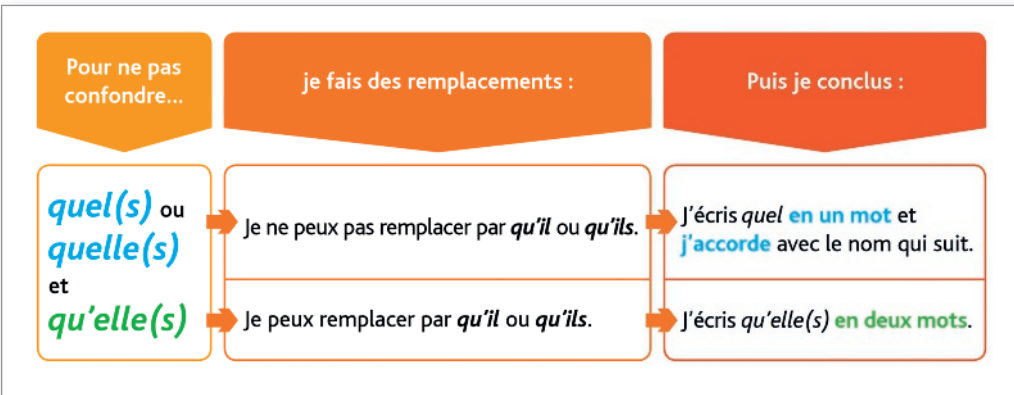 Pour ne pas
confondre...
je fais des remplacements :
Puis je conclus :
quel(s) ou
quelle(s)
et
qu'elle(s)
Je ne peux pas remplacer par qu'il ou qu'ils.
J'écris quel en un mot et
j'accorde avec le nom qui suit.
Je peux remplacer par qu'il ou qu'ils.
J'écris qu'elle(s) en deux mots.